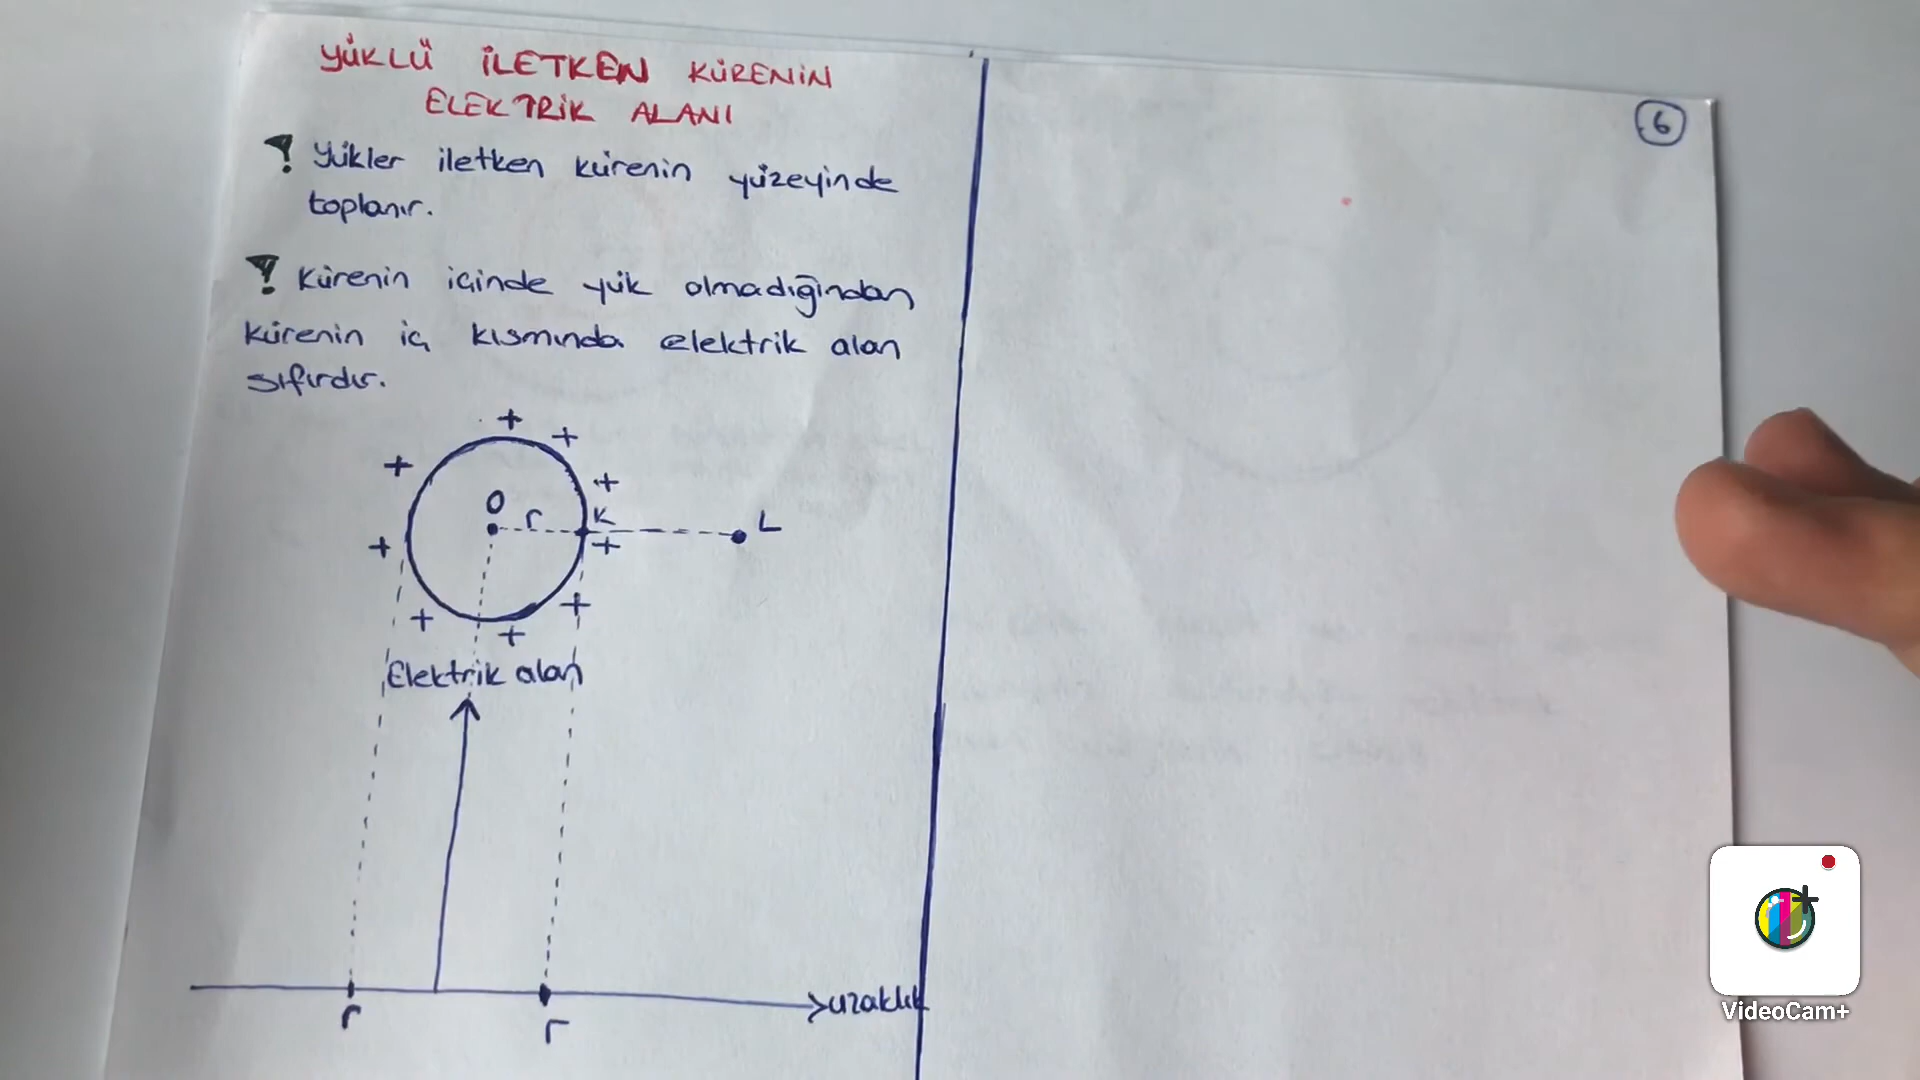 YÜKLÜ İLETKEN KÜRENİN
ELEKTRİK ALANI
! Yükler iletken kürenin yüzeyinde
toplanır.
! Kürenin içinde yük olmadığından
kürenin iç kısmında elektrik alan
sıfırdır.
6
+ +
+ +
O r K L
+ +
+ + +
Elektrik alan
uzaklık
r r
VideoCam+